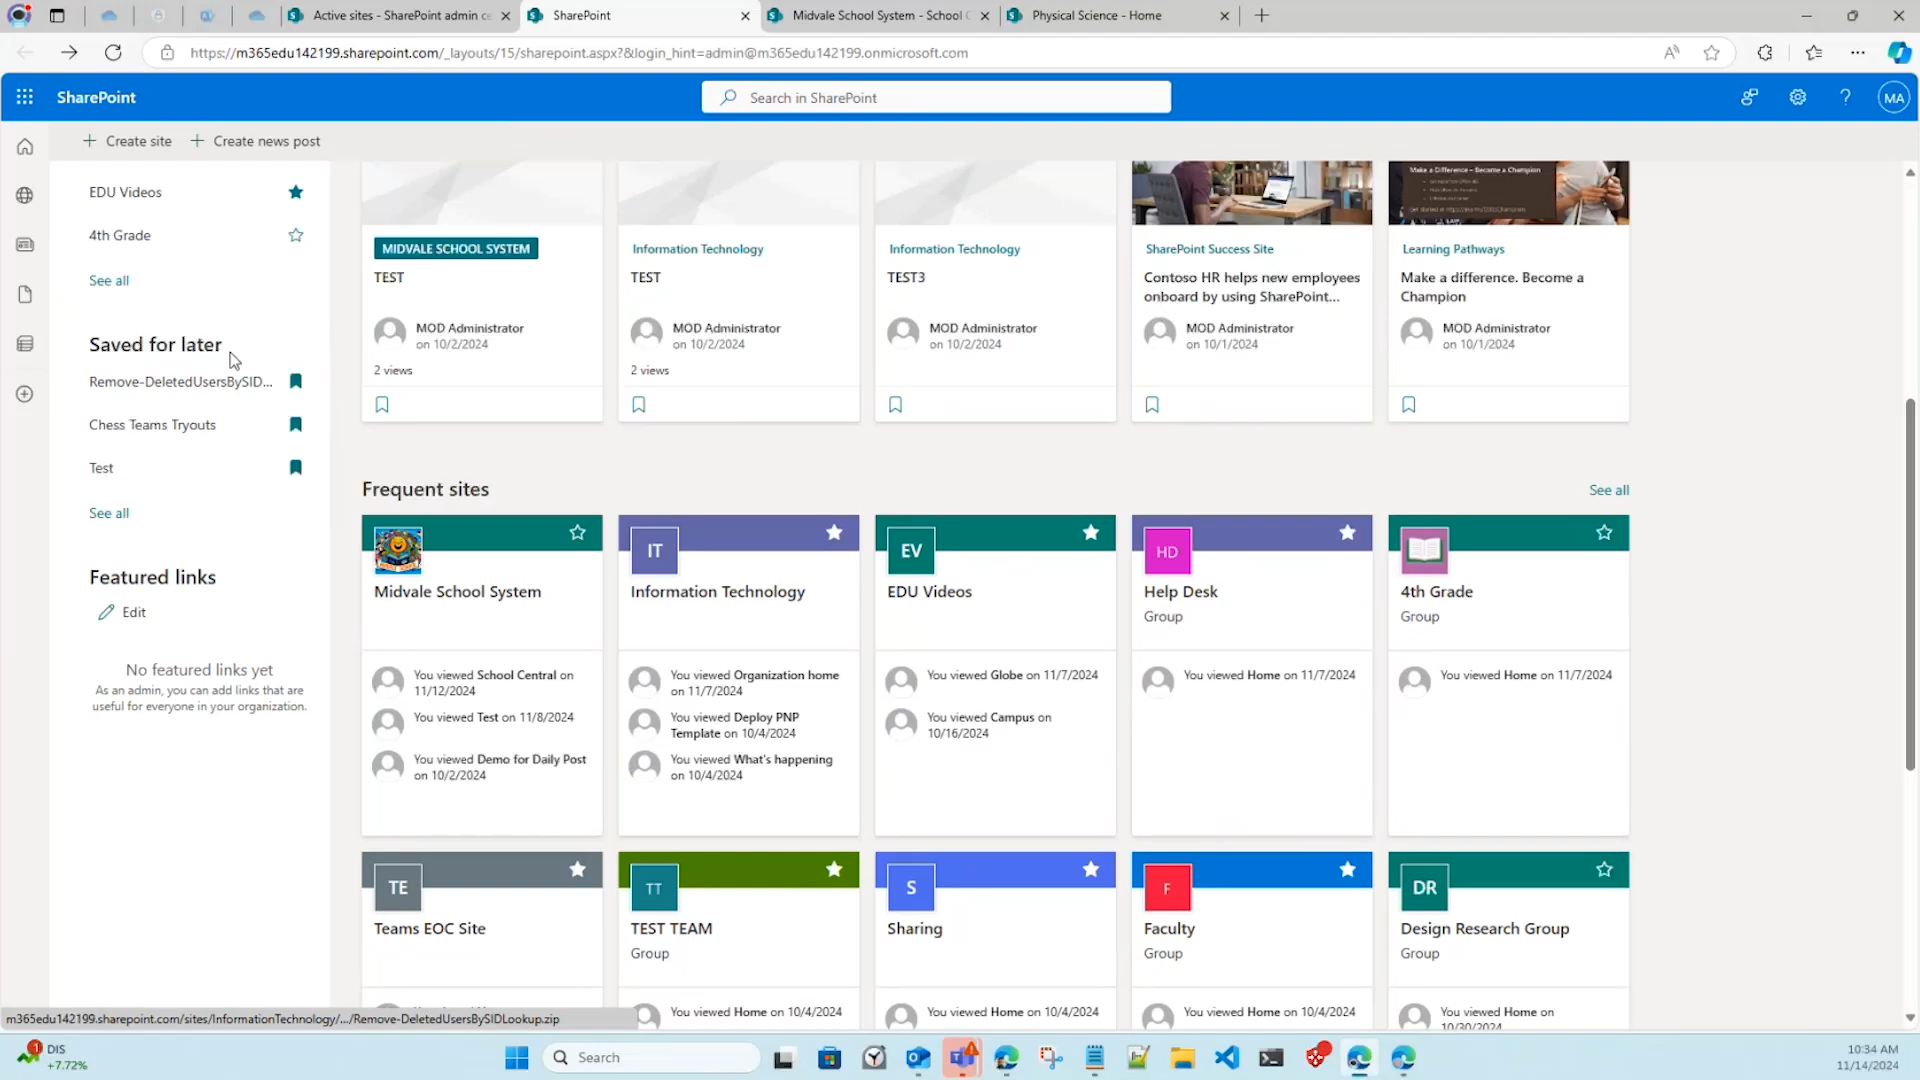 Active sites - SharePoint admin ce
SharePoint
Midvale School System - School C
Physical Science - Home
https://m365edu142199.sharepoint.com/_layouts/15/sharepoint.aspx?&login_hint=admin@m365edu142199.onmicrosoft.com
SharePoint
Search in SharePoint
MA
Create site
Create news post
EDU Videos
4th Grade
See all
Saved for later
Remove-DeletedUsersBySID...
Chess Teams Tryouts
Test
See all
Featured links
Edit
No featured links yet
As an admin, you can add links that are
useful for everyone in your organization.
MIDVALE SCHOOL SYSTEM
TEST
MOD Administrator
on 10/2/2024
2 views
Information Technology
TEST
MOD Administrator
on 10/2/2024
2 views
Information Technology
TEST3
MOD Administrator
on 10/2/2024
SharePoint Success Site
Contoso HR helps new employees
onboard by using SharePoint...
MOD Administrator
on 10/1/2024
Make a Difference – Become a Champion
Learning Pathways
Make a difference. Become a
Champion
MOD Administrator
on 10/1/2024
Frequent sites
See all
Midvale School System
You viewed School Central on
11/12/2024
You viewed Test on 11/8/2024
You viewed Demo for Daily Post
on 10/2/2024
IT
Information Technology
You viewed Organization home
on 11/7/2024
You viewed Deploy PNP
Template on 10/4/2024
You viewed What's happening
on 10/4/2024
EV
EDU Videos
You viewed Globe on 11/7/2024
You viewed Campus on
10/16/2024
HD
Help Desk
Group
You viewed Home on 11/7/2024
4th Grade
Group
You viewed Home on 11/7/2024
TE
Teams EOC Site
TT
TEST TEAM
Group
You viewed Home on 10/4/2024
S
Sharing
You viewed Home on 10/4/2024
F
Faculty
Group
You viewed Home on 10/4/2024
DR
Design Research Group
Group
You viewed Home on
10/30/2024
m365edu142199.sharepoint.com/sites/InformationTechnology/.../Remove-DeletedUsersBySIDLookup.zip
1
DIS
+7.72%
Search
10:34 AM
11/14/2024